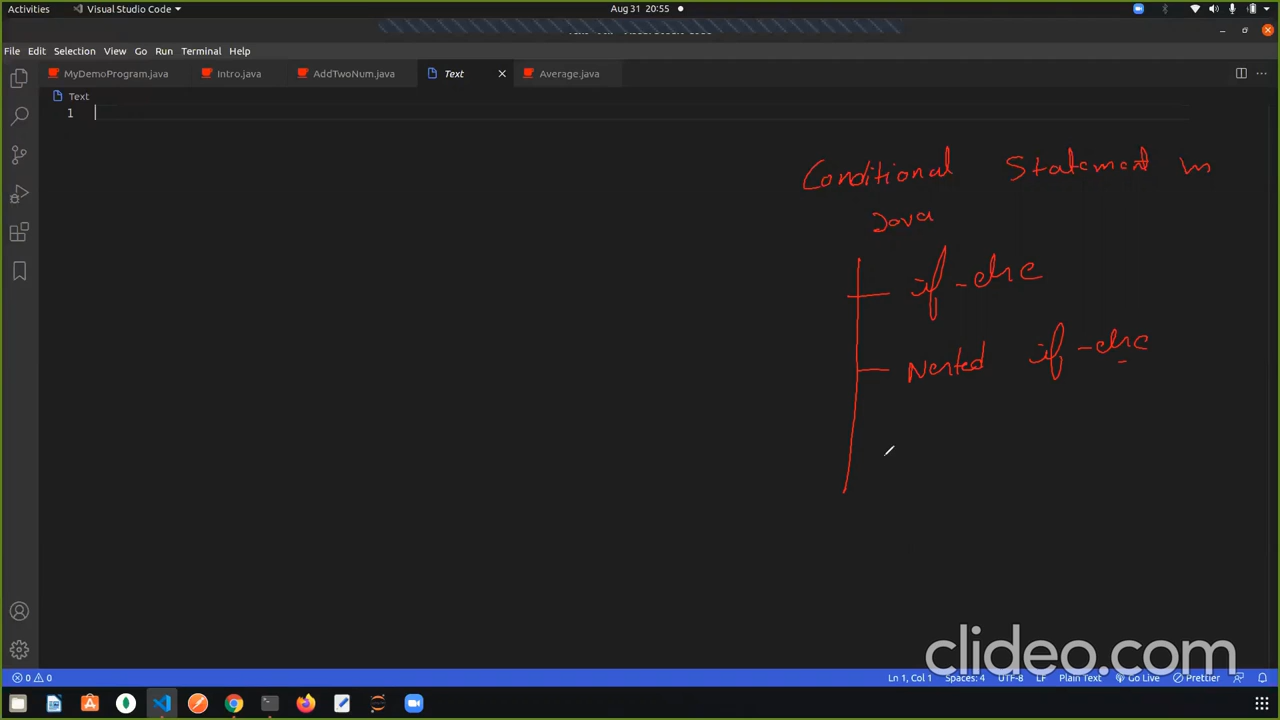 Activities
Visual Studio Code
Aug 31 20:55
File Edit Selection View Go Run Terminal Help
MyDemoProgram.java Intro.java AddTwoNum.java Text Average.java
Text
1
Conditional Statement in
Java
if-else
Nested if-else
clideo.com
0 0 Ln 1, Col 1 Spaces: 4 UTF-8 LF Plain Text Go Live Prettier